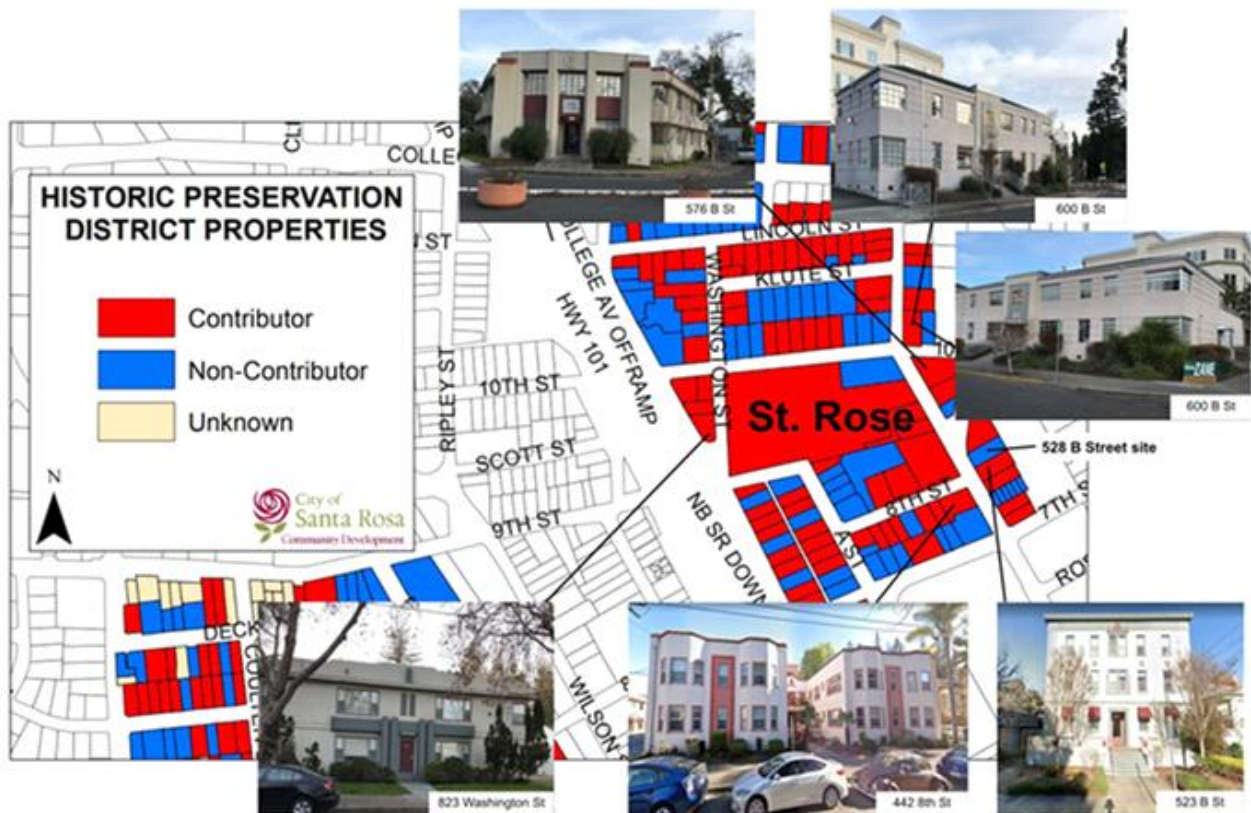 576 B St
600 B St
HISTORIC PRESERVATION
DISTRICT PROPERTIES
Contributor
Non-Contributor
Unknown
N
City of
Santa Rosa
Community Development
COLLEGE AV OFFRAMP
HWY 101
LINCOLN ST
KLUTE ST
WASHINGTON ST
RIPLEY ST
10TH ST
SCOTT ST
9TH ST
St. Rose
600 B St
528 B Street site
8TH ST
7TH S
A ST
NB SR DOWN
WILSON
DECK
823 Washington St
442 8th St
523 B St